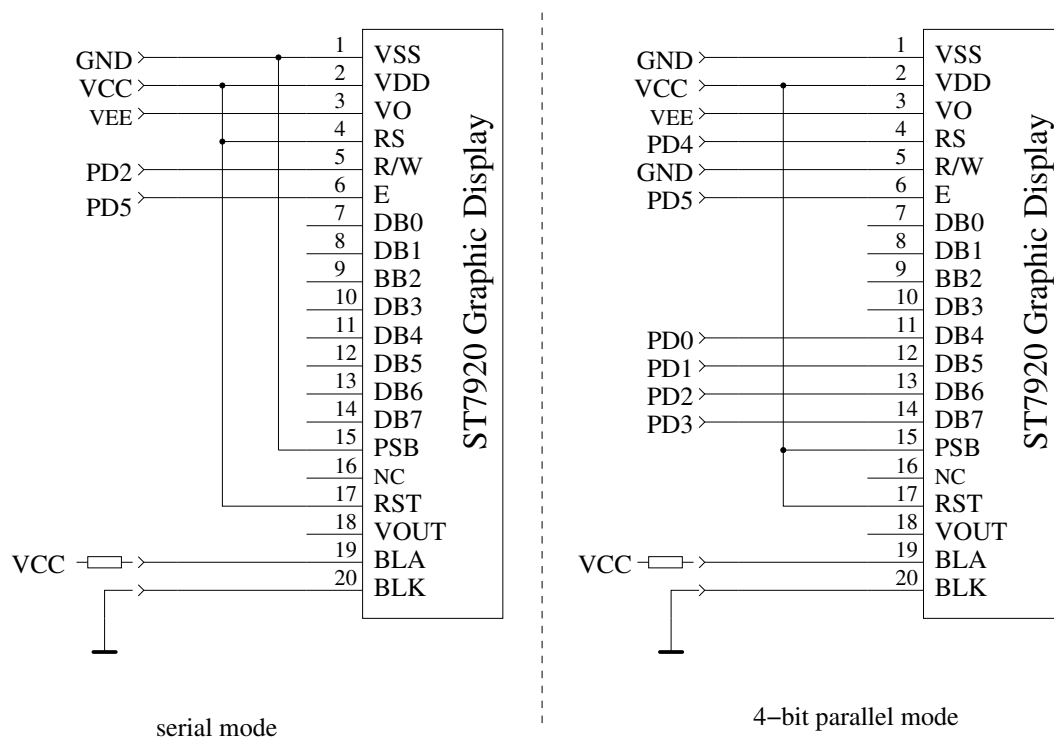 GND 1 VSS
VCC 2 VDD
VEE 3 VO
4 RS
PD2 5 R/W
PD5 6 E
7 DB0
8 DB1
9 BB2
10 DB3
11 DB4
12 DB5
13 DB6
14 DB7
15 PSB
16 NC
17 RST
18 VOUT
VCC 19 BLA
20 BLK
ST7920 Graphic Display
serial mode
GND 1 VSS
VCC 2 VDD
VEE 3 VO
PD4 4 RS
GND 5 R/W
PD5 6 E
7 DB0
8 DB1
9 BB2
10 DB3
PD0 11 DB4
PD1 12 DB5
PD2 13 DB6
PD3 14 DB7
15 PSB
16 NC
17 RST
18 VOUT
VCC 19 BLA
20 BLK
ST7920 Graphic Display
4−bit parallel mode